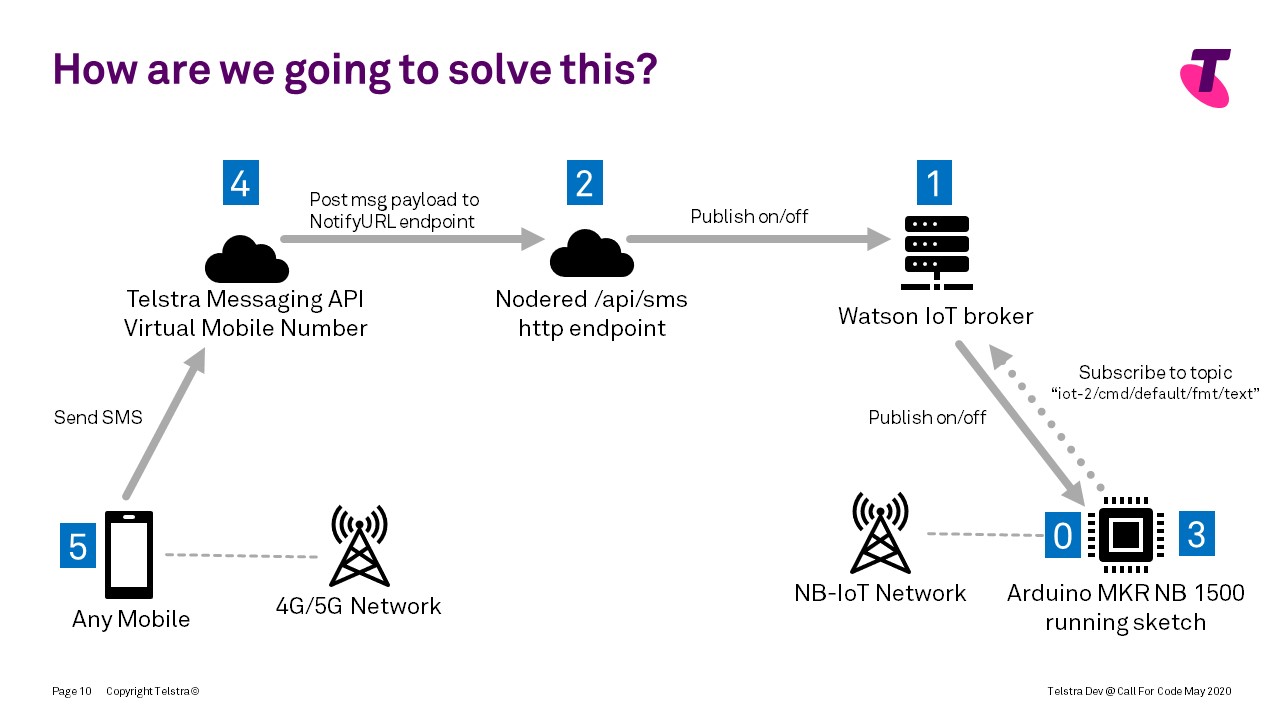 How are we going to solve this?
T
4
2
1
Post msg payload to
NotifyURL endpoint
Publish on/off
Telstra Messaging API
Virtual Mobile Number
Nodered /api/sms
http endpoint
Watson IoT broker
Send SMS
Publish on/off
Subscribe to topic
“iot-2/cmd/default/fmt/text”
5
0
3
Any Mobile
4G/5G Network
NB-IoT Network
Arduino MKR NB 1500
running sketch
Page 10 Copyright Telstra©
Telstra Dev @ Call For Code May 2020